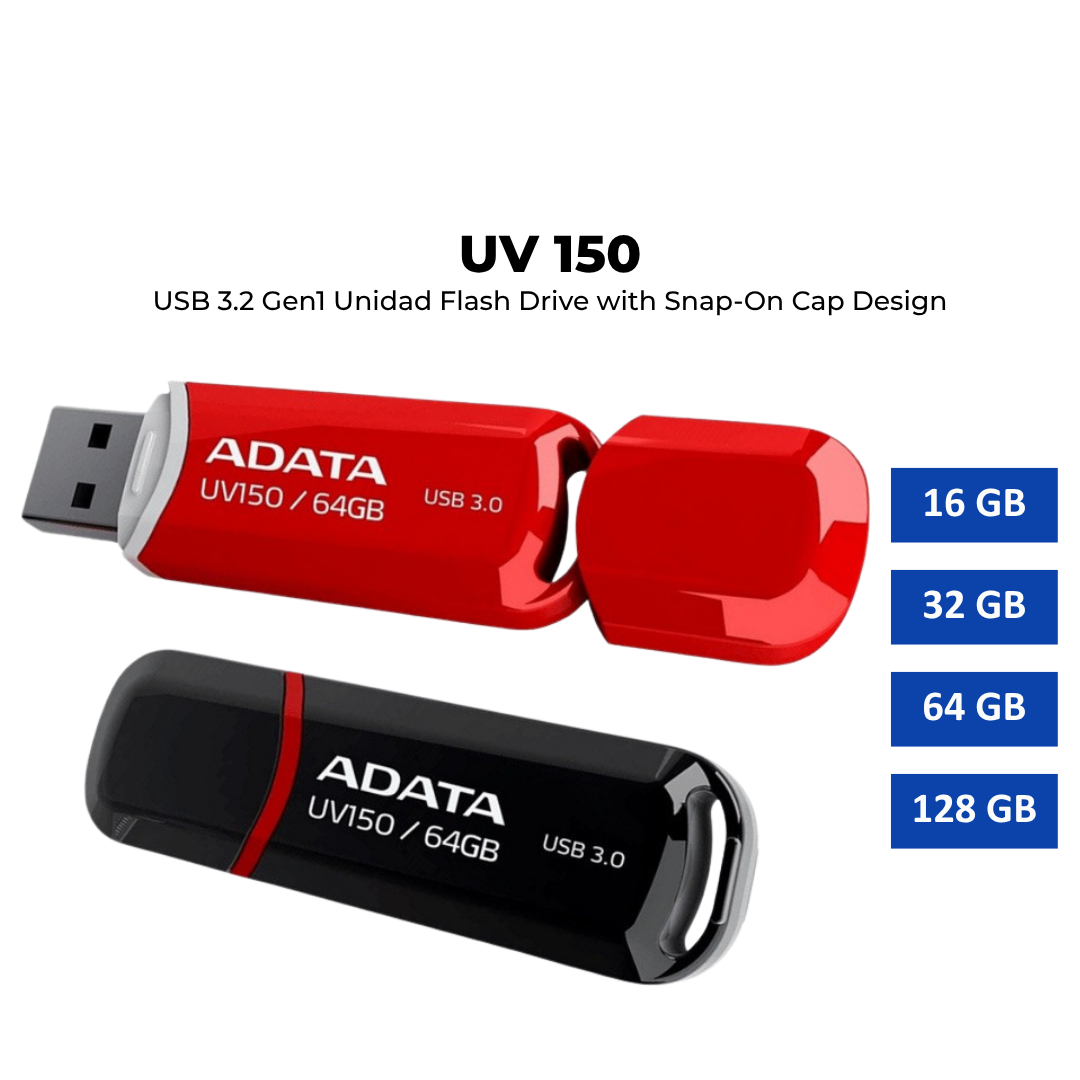 UV 150
USB 3.2 Gen1 Unidad Flash Drive with Snap-On Cap Design
ADATA
UV150 / 64GB
USB 3.0
ADATA
UV150 / 64GB
USB 3.0
16 GB
32 GB
64 GB
128 GB